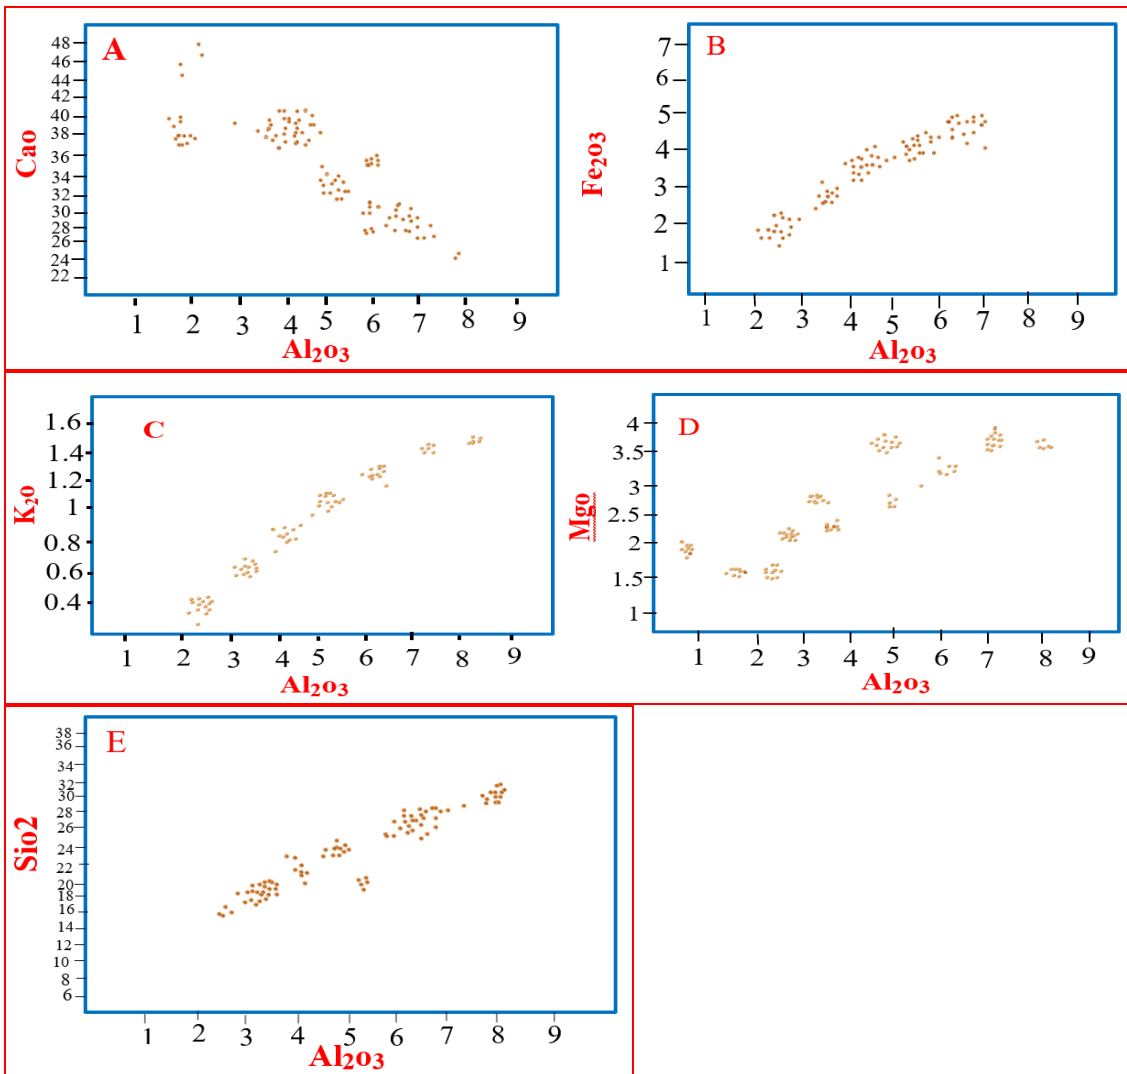 A
Cao
48
46
44
42
40
38
36
34
32
30
28
26
24
22
1 2 3 4 5 6 7 8 9
Al₂o₃
B
Fe₂o₃
7
6
5
4
3
2
1
1 2 3 4 5 6 7 8 9
Al₂o₃
C
K₂o
1.6
1.4
1.2
1
0.8
0.6
0.4
1 2 3 4 5 6 7 8 9
Al₂o₃
D
Mgo
4
3.5
3
2.5
2
1.5
1
1 2 3 4 5 6 7 8 9
Al₂o₃
E
Sio2
38
36
34
32
30
28
26
24
22
20
18
16
14
12
10
8
6
1 2 3 4 5 6 7 8 9
Al₂o₃